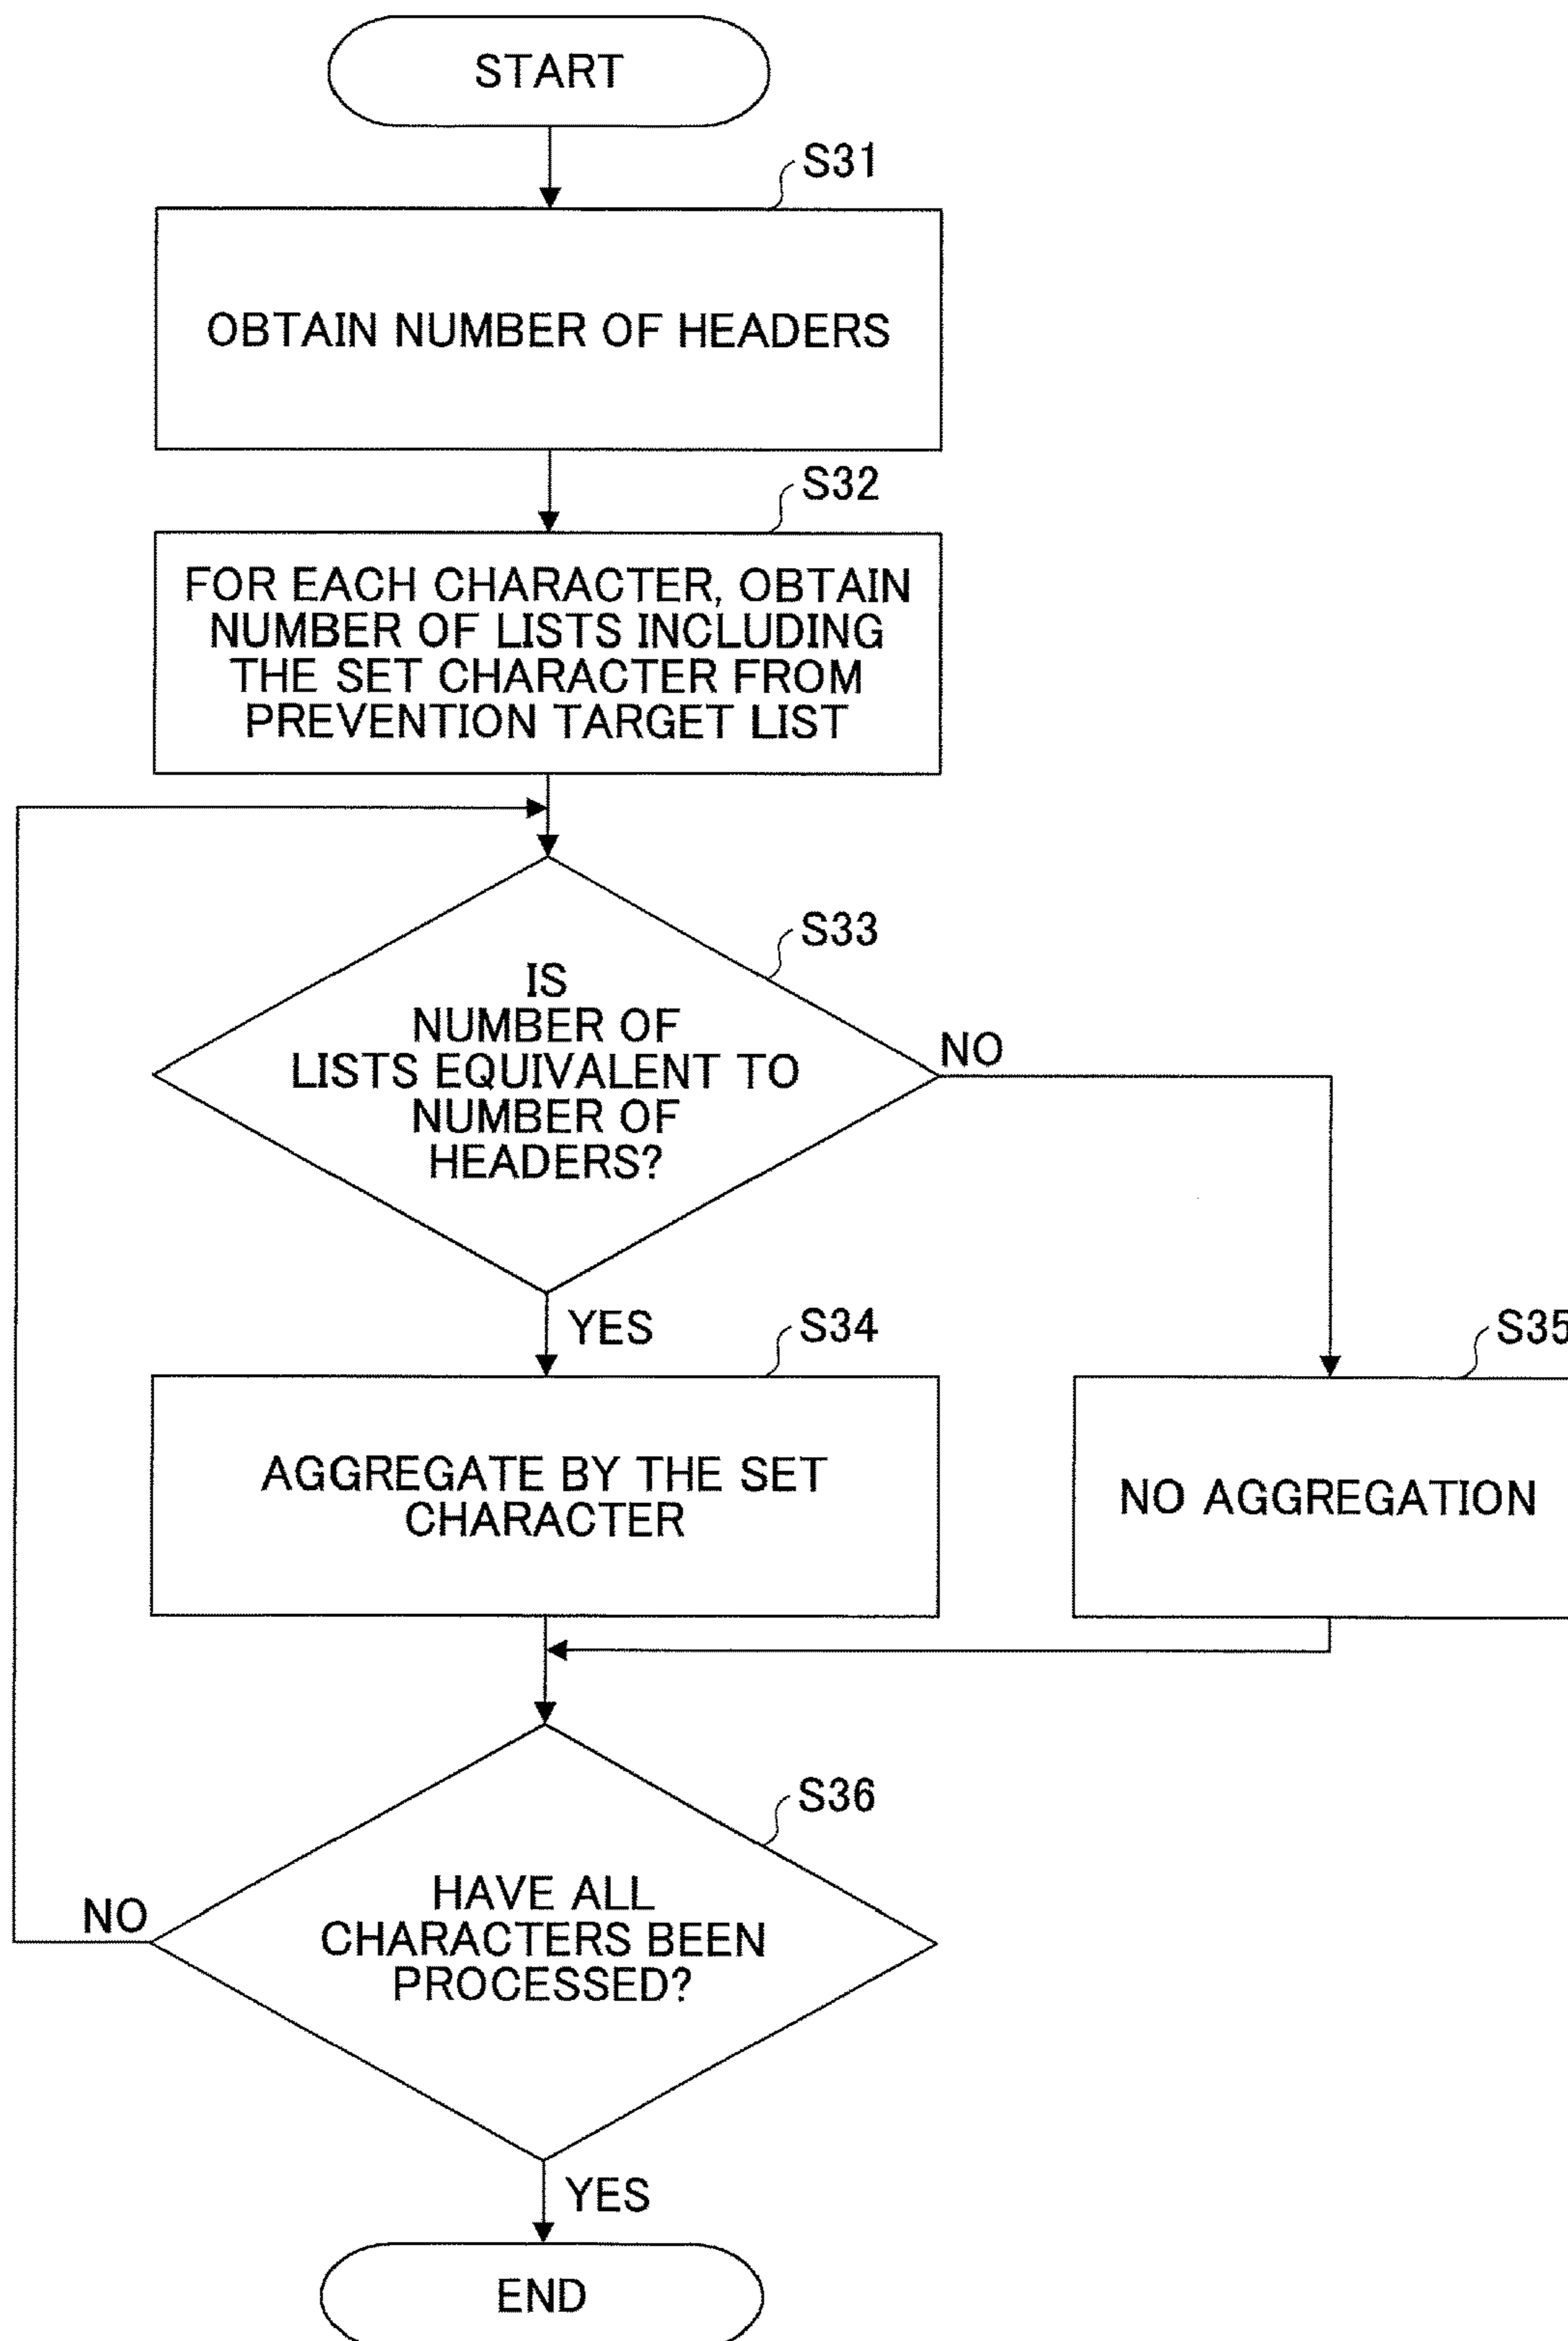 START
S31
OBTAIN NUMBER OF HEADERS
S32
FOR EACH CHARACTER, OBTAIN
NUMBER OF LISTS INCLUDING
THE SET CHARACTER FROM
PREVENTION TARGET LIST
S33
IS
NUMBER OF
LISTS EQUIVALENT TO
NUMBER OF
HEADERS?
NO
YES
S34
AGGREGATE BY THE SET
CHARACTER
S35
NO AGGREGATION
S36
HAVE ALL
CHARACTERS BEEN
PROCESSED?
NO
YES
END